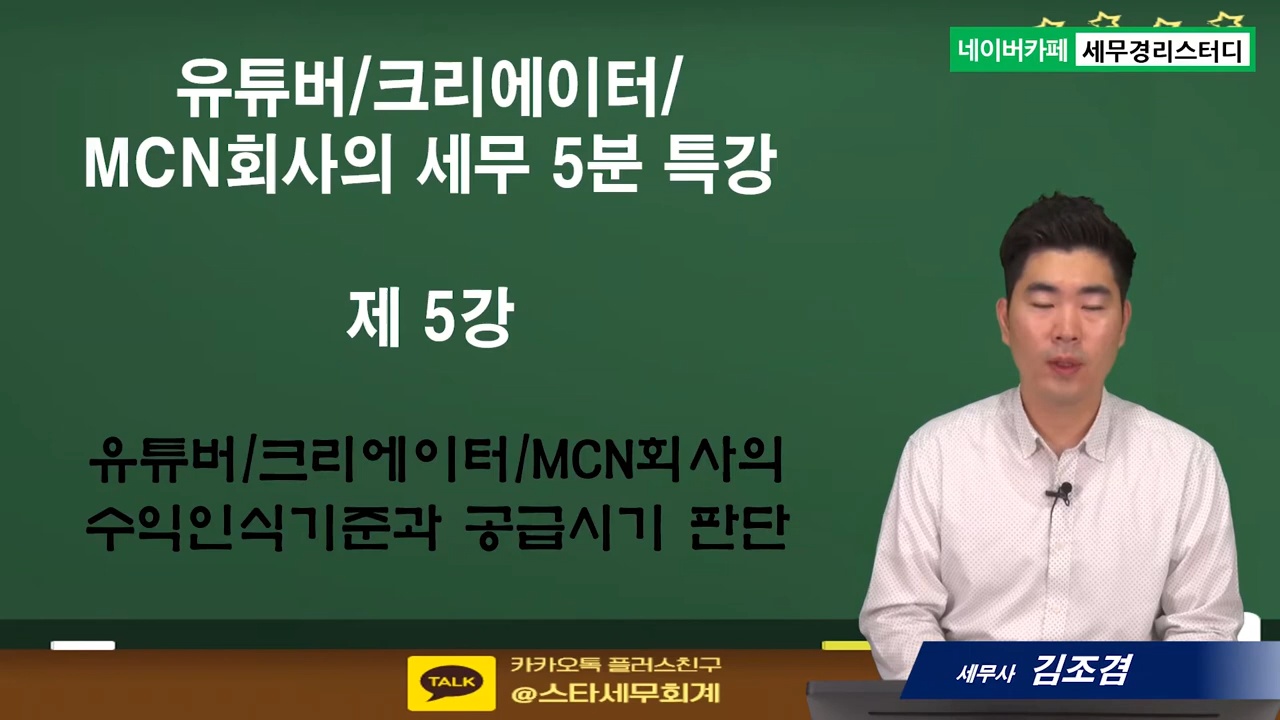 네이버카페 세무경리스터디
유튜버/크리에이터/
MCN회사의 세무 5분 특강
제 5강
유튜버/크리에이터/MCN회사의
수익인식기준과 공급시기 판단
TALK
카카오톡 플러스친구
@스타세무회계
세무사 김조겸